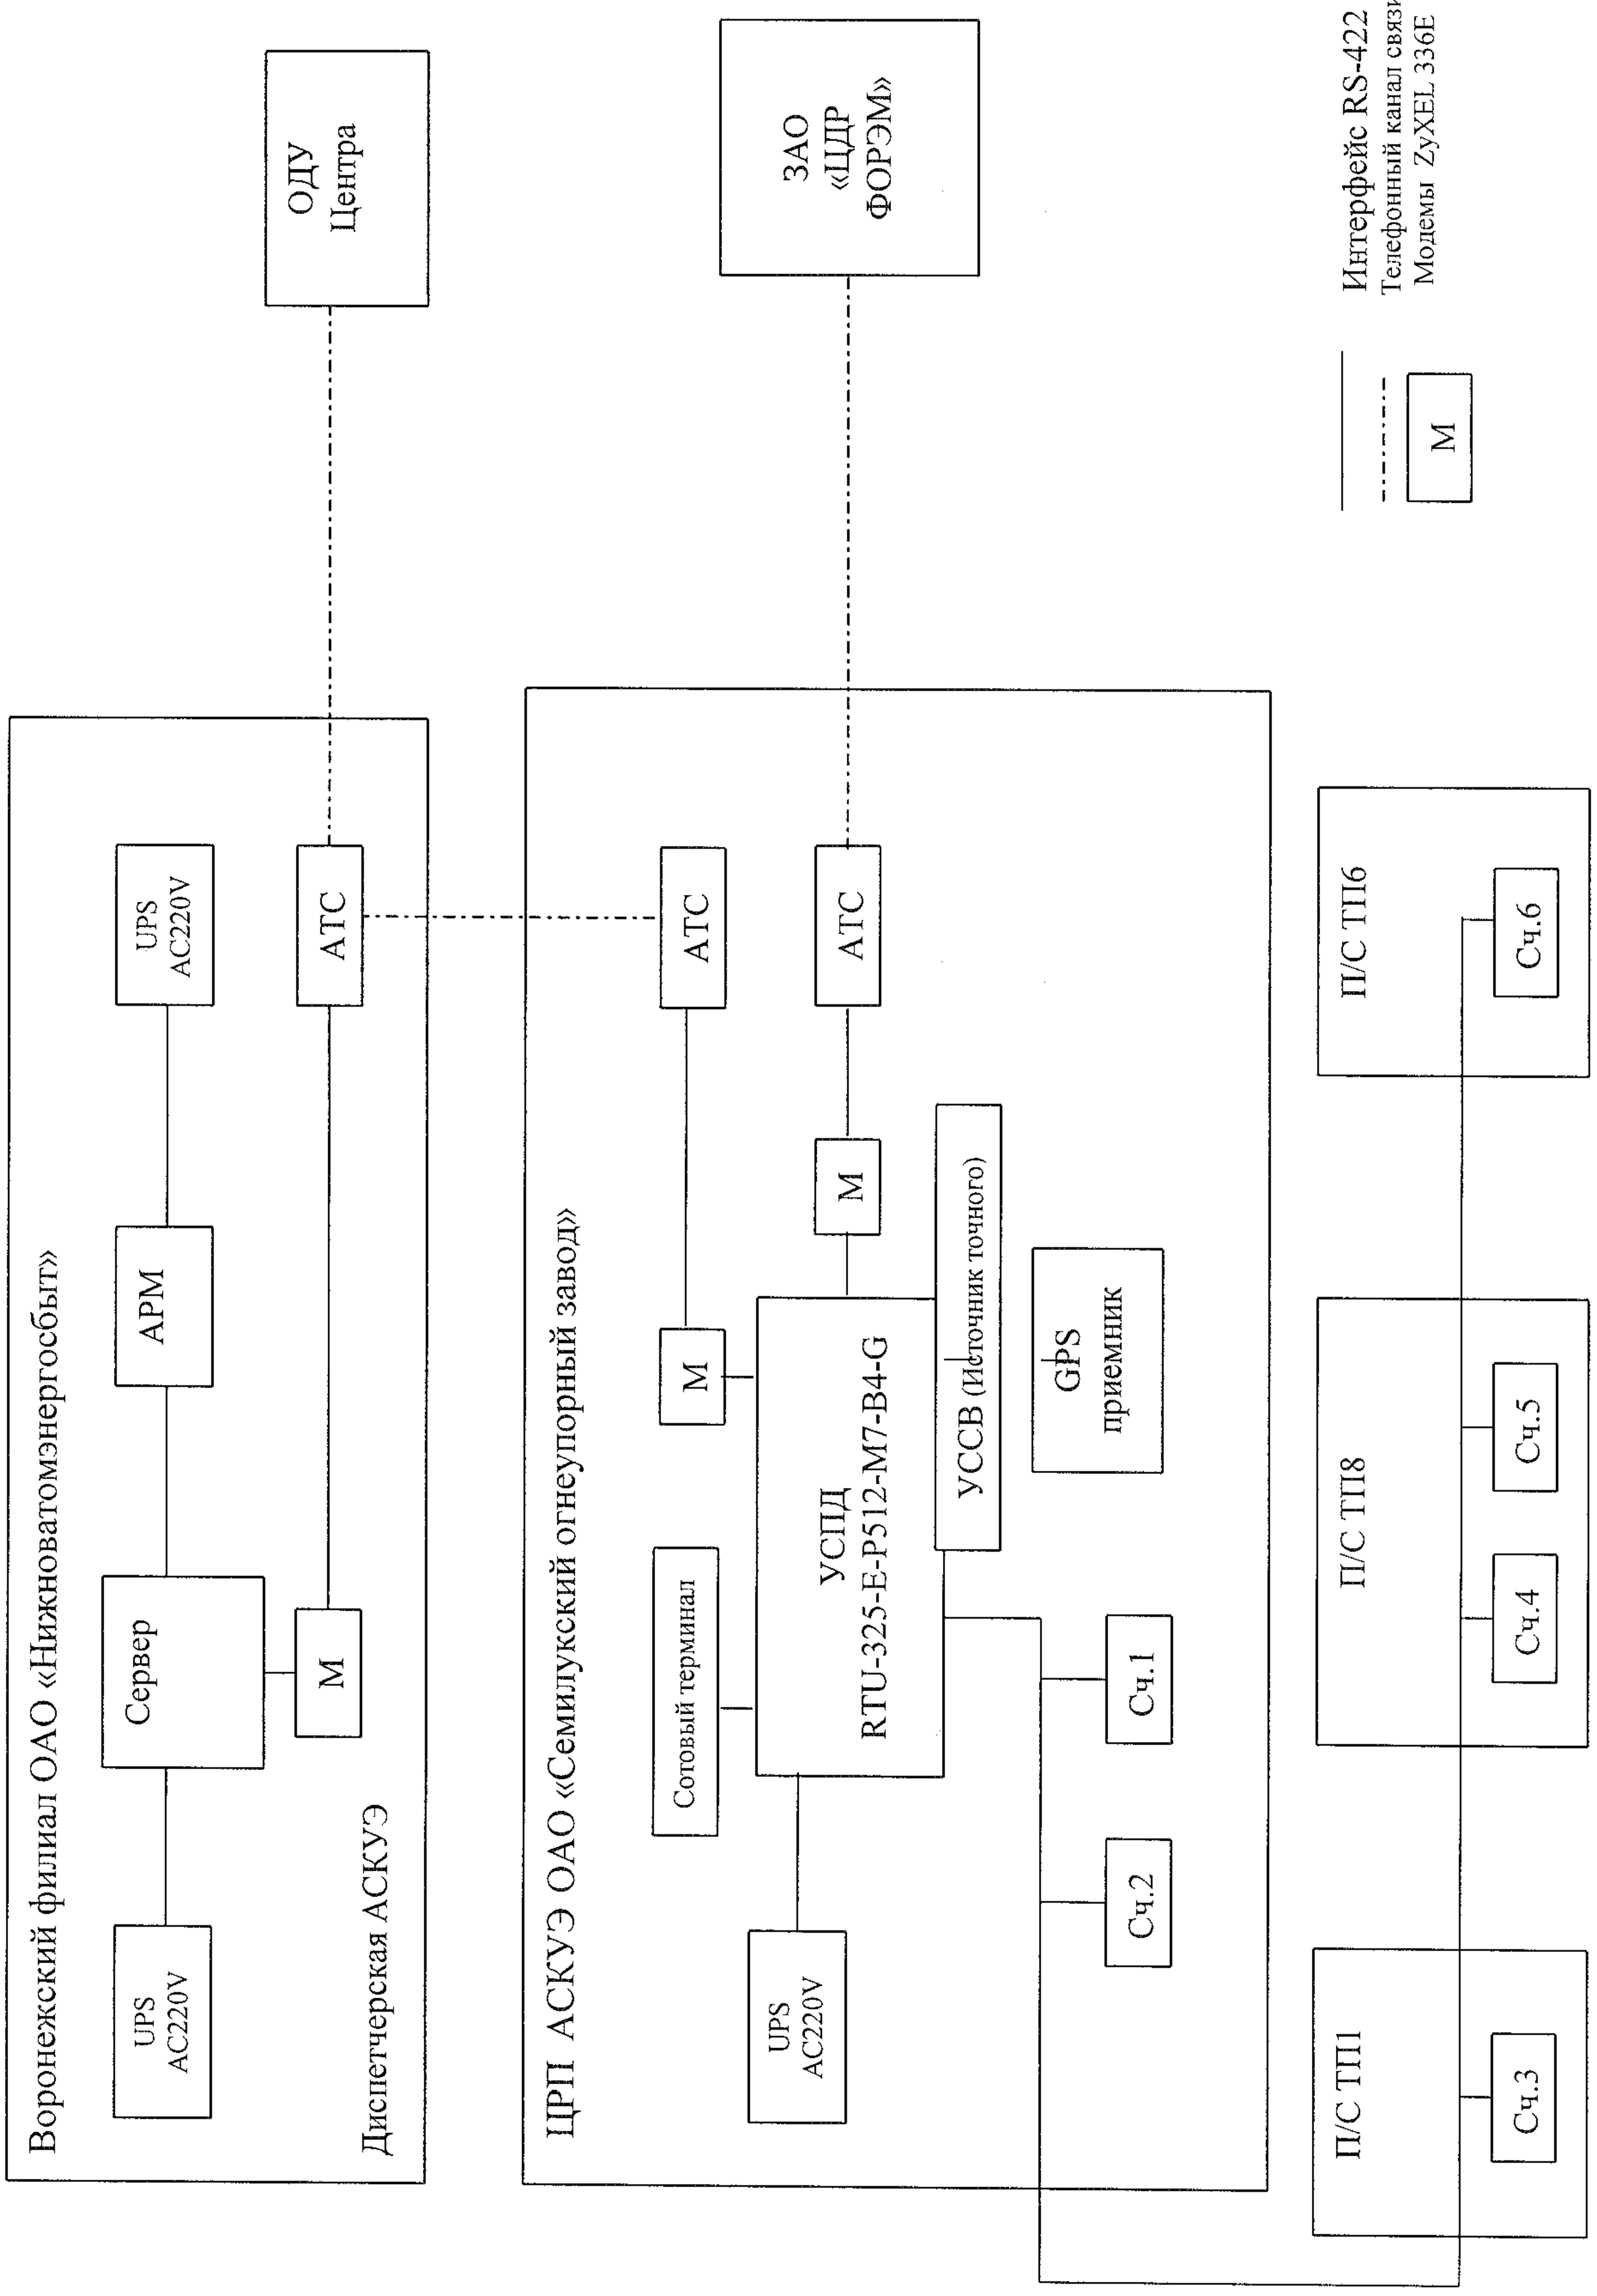 Воронежский филиал ОАО «Нижноватомэнергосбыт»
UPS
AC220V
Сервер
АРМ
UPS
AC220V
М
АТС
Диспетчерская АСКУЭ
ОДУ
Центра
ЦРП АСКУЭ ОАО «Семилукский огнеупорный завод»
Сотовый терминал
М
АТС
UPS
AC220V
УСПД
RTU-325-E-P512-M7-B4-G
М
АТС
УССВ (Источник точного)
GPS
приемник
Сч.2
Сч.1
ЗАО
«ЦДР
ФОРЭМ»
П/С ТП1
Сч.3
П/С ТП8
Сч.4
Сч.5
П/С ТП6
Сч.6
Интерфейс RS-422
Телефонный канал связи
М
Модемы ZyXEL 336E